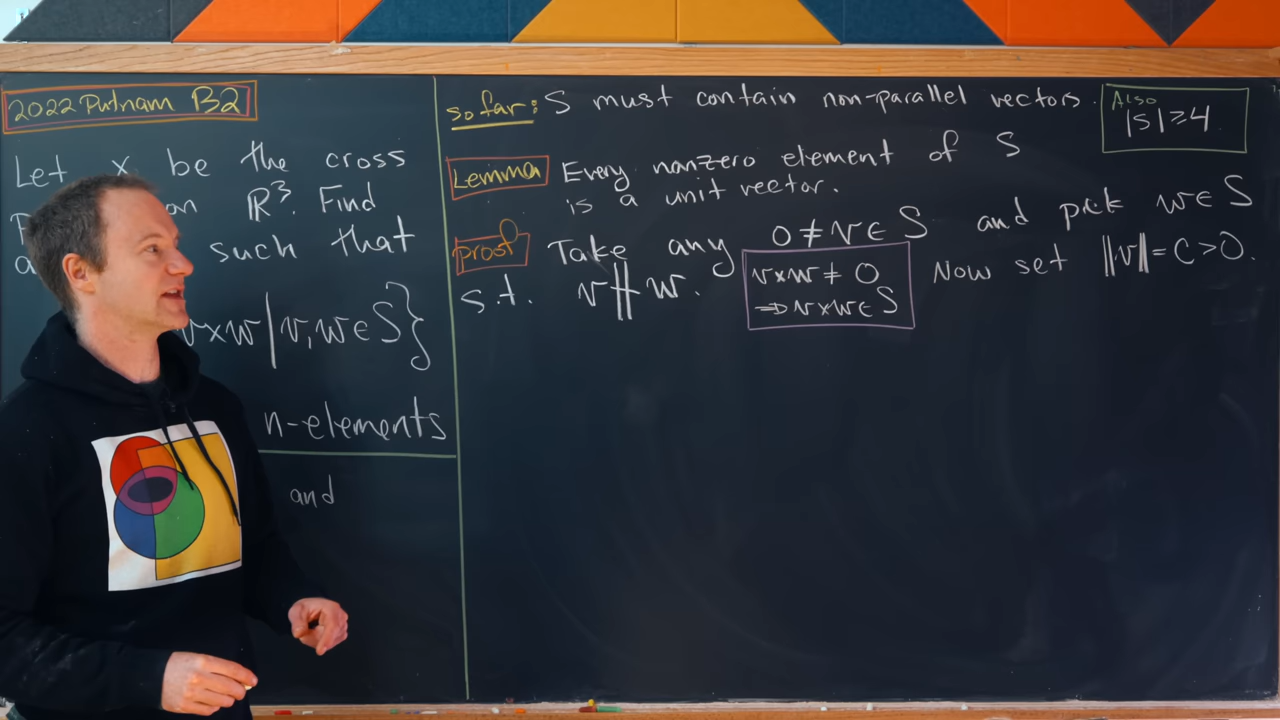 2022 Putnam B2
Let x be the cross
on ℝ³. Find
such that
v×w | v,w∈S}
n-elements
and
so far: S must contain non-parallel vectors.
Also
|S|≥4
Lemma Every nonzero element of S
is a unit vector.
proof Take any 0≠v∈S and pick w∈S
s.t. v∦w.
v×w≠0
⇒v×w∈S
Now set ||v||=C>0.